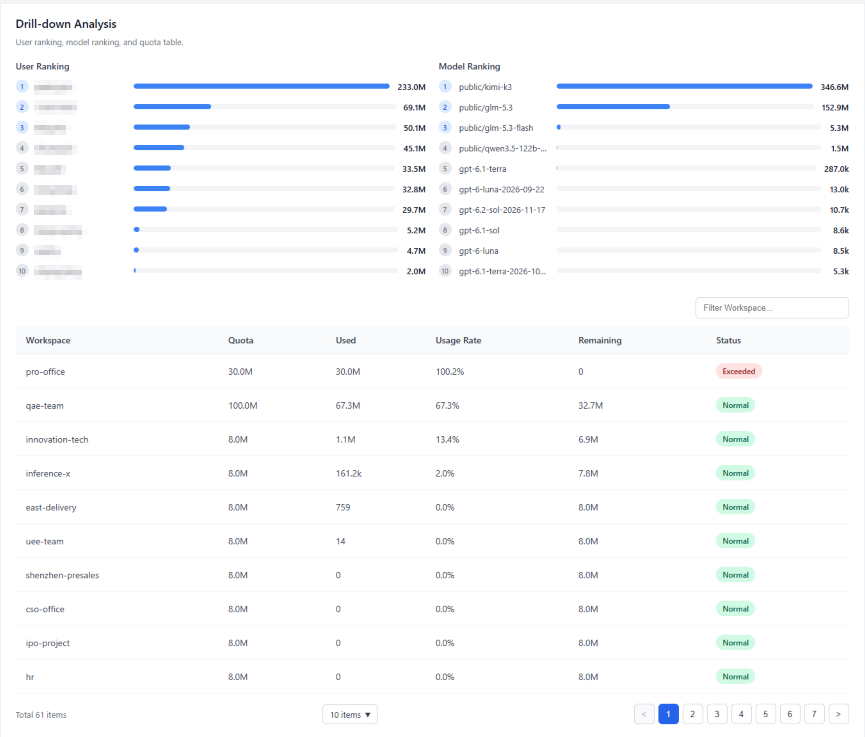 Drill-down Analysis
User ranking, model ranking, and quota table.
User Ranking
1 233.0M
2 69.1M
3 50.1M
4 45.1M
5 33.5M
6 32.8M
7 29.7M
8 5.2M
9 4.7M
10 2.0M
Model Ranking
1 public/kimi-k3 346.6M
2 public/glm-5.3 152.9M
3 public/glm-5.3-flash 5.3M
4 public/qwen3.5-122b-... 1.5M
5 gpt-6.1-terra 287.0k
6 gpt-6-luna-2026-09-22 13.0k
7 gpt-6.2-sol-2026-11-17 10.7k
8 gpt-6.1-sol 8.6k
9 gpt-6-luna 8.5k
10 gpt-6.1-terra-2026-10... 5.3k
Filter Workspace...
Workspace Quota Used Usage Rate Remaining Status
pro-office 30.0M 30.0M 100.2% 0 Exceeded
qae-team 100.0M 67.3M 67.3% 32.7M Normal
innovation-tech 8.0M 1.1M 13.4% 6.9M Normal
inference-x 8.0M 161.2k 2.0% 7.8M Normal
east-delivery 8.0M 759 0.0% 8.0M Normal
uee-team 8.0M 14 0.0% 8.0M Normal
shenzhen-presales 8.0M 0 0.0% 8.0M Normal
cso-office 8.0M 0 0.0% 8.0M Normal
ipo-project 8.0M 0 0.0% 8.0M Normal
hr 8.0M 0 0.0% 8.0M Normal
Total 61 items 10 items ▼ < 1 2 3 4 5 6 7 >